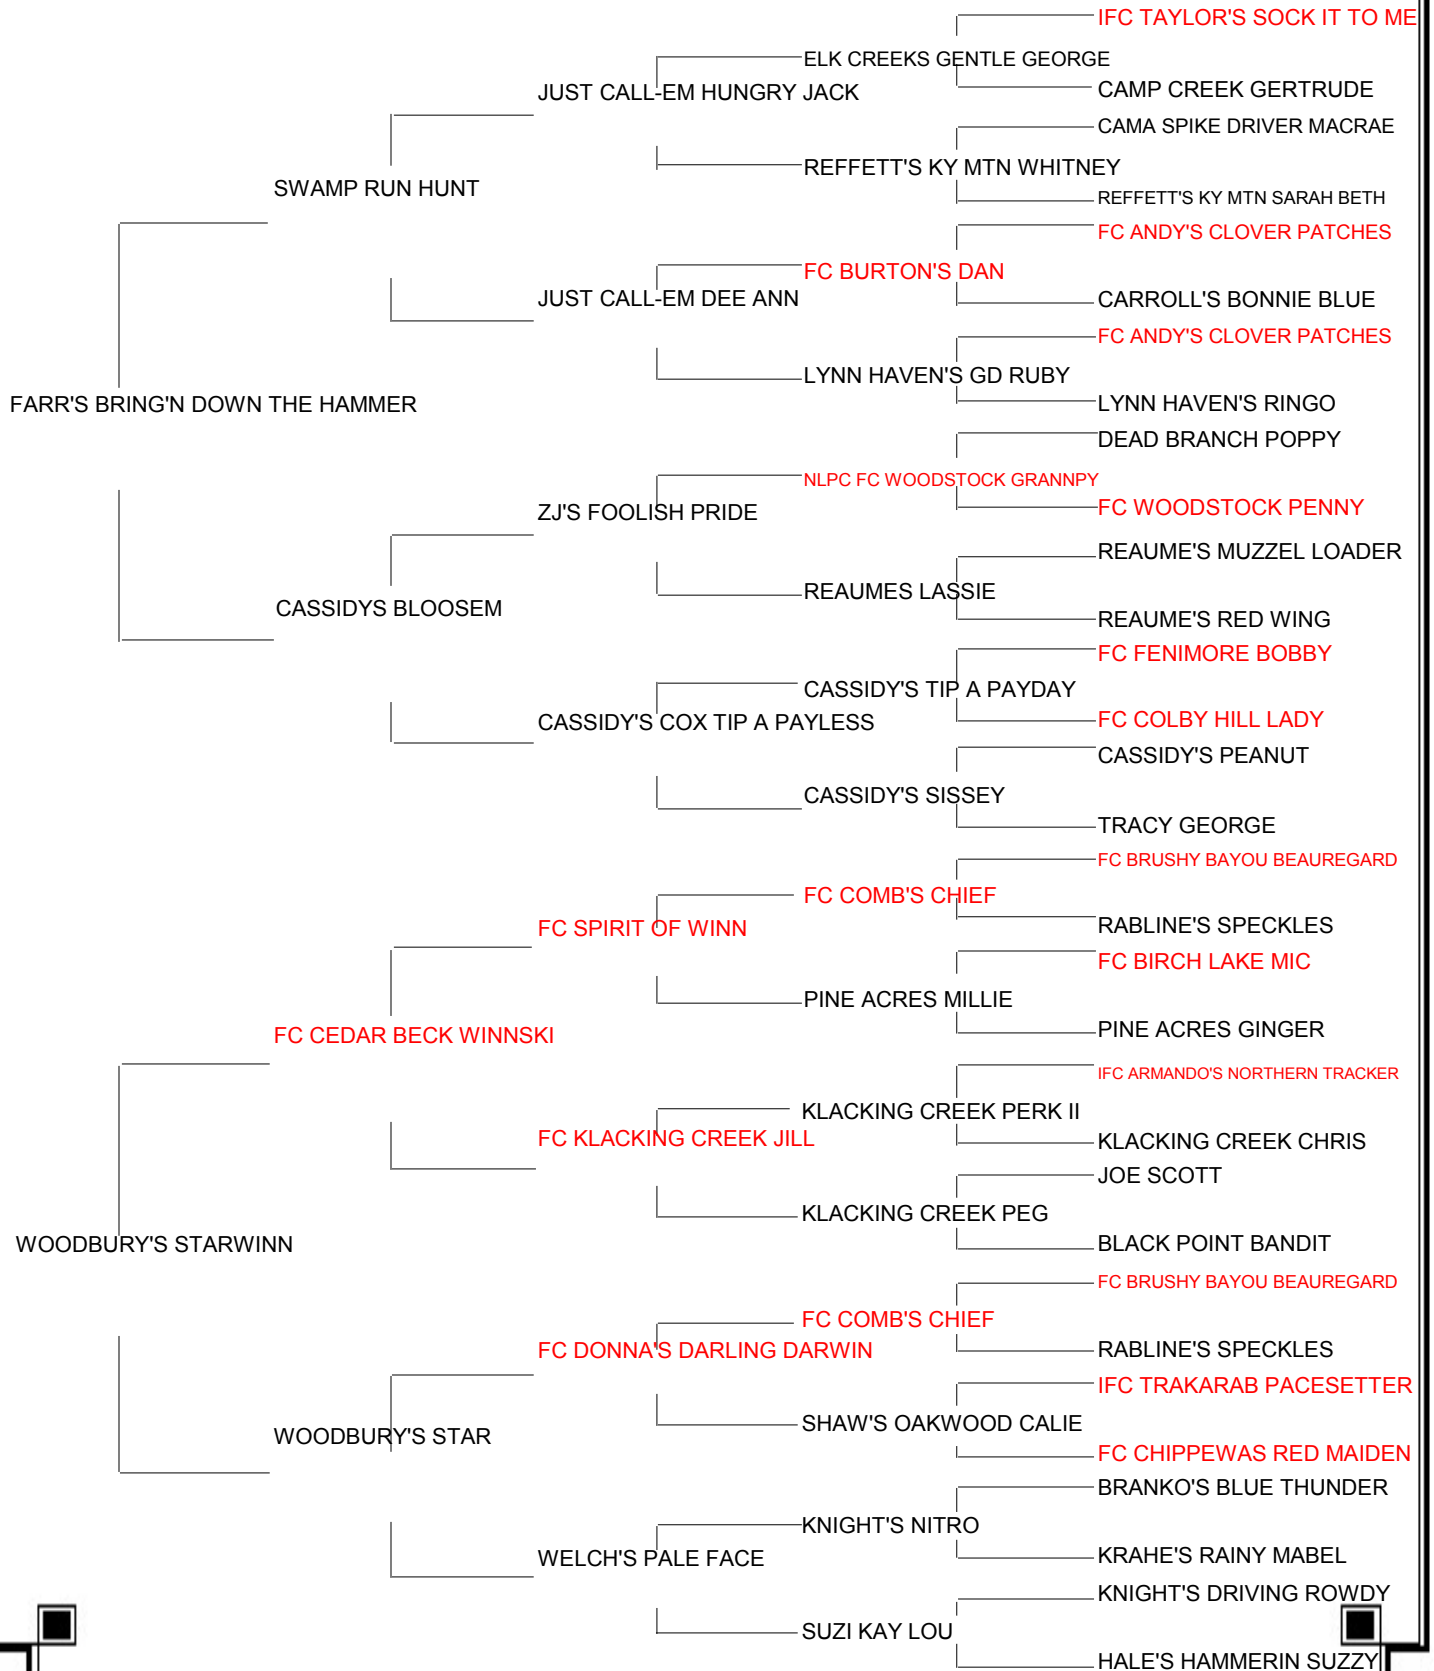 IFC TAYLOR'S SOCK IT TO ME
ELK CREEKS GENTLE GEORGE
CAMP CREEK GERTRUDE
JUST CALL-EM HUNGRY JACK
CAMA SPIKE DRIVER MACRAE
REFFETT'S KY MTN WHITNEY
SWAMP RUN HUNT
REFFETT'S KY MTN SARAH BETH
FC ANDY'S CLOVER PATCHES
FC BURTON'S DAN
JUST CALL-EM DEE ANN
CARROLL'S BONNIE BLUE
FC ANDY'S CLOVER PATCHES
LYNN HAVEN'S GD RUBY
FARR'S BRING'N DOWN THE HAMMER
LYNN HAVEN'S RINGO
DEAD BRANCH POPPY
NLPC FC WOODSTOCK GRANNPY
ZJ'S FOOLISH PRIDE
FC WOODSTOCK PENNY
REAUME'S MUZZEL LOADER
REAUMES LASSIE
CASSIDYS BLOOSEM
REAUME'S RED WING
FC FENIMORE BOBBY
CASSIDY'S TIP A PAYDAY
CASSIDY'S COX TIP A PAYLESS
FC COLBY HILL LADY
CASSIDY'S PEANUT
CASSIDY'S SISSEY
TRACY GEORGE
FC BRUSHY BAYOU BEAUREGARD
FC COMB'S CHIEF
FC SPIRIT OF WINN
RABLINE'S SPECKLES
FC BIRCH LAKE MIC
PINE ACRES MILLIE
FC CEDAR BECK WINNSKI
PINE ACRES GINGER
IFC ARMANDO'S NORTHERN TRACKER
KLACKING CREEK PERK II
FC KLACKING CREEK JILL
KLACKING CREEK CHRIS
JOE SCOTT
KLACKING CREEK PEG
WOODBURY'S STARWINN
BLACK POINT BANDIT
FC BRUSHY BAYOU BEAUREGARD
FC COMB'S CHIEF
FC DONNA'S DARLING DARWIN
RABLINE'S SPECKLES
IFC TRAKARAB PACESETTER
SHAW'S OAKWOOD CALIE
WOODBURY'S STAR
FC CHIPPEWAS RED MAIDEN
BRANKO'S BLUE THUNDER
KNIGHT'S NITRO
WELCH'S PALE FACE
KRAHE'S RAINY MABEL
KNIGHT'S DRIVING ROWDY
SUZI KAY LOU
HALE'S HAMMERIN SUZZY